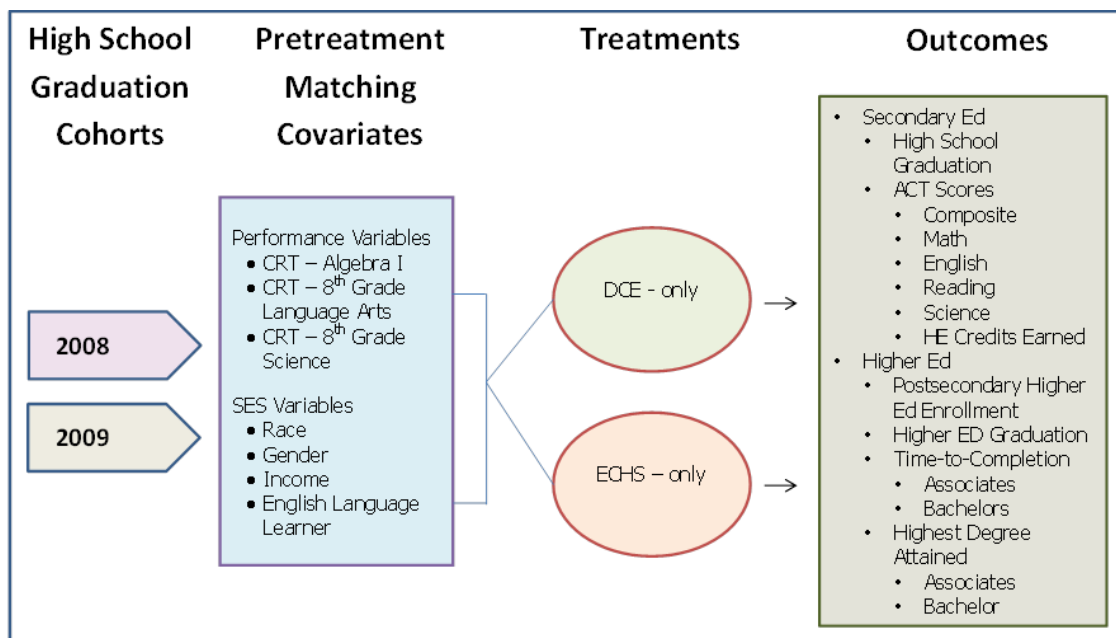 High School
Graduation
Cohorts
Pretreatment
Matching
Covariates
Treatments
Outcomes
2008
2009
Performance Variables
• CRT – Algebra I
• CRT – 8th Grade
Language Arts
• CRT – 8th Grade
Science
SES Variables
• Race
• Gender
• Income
• English Language
Learner
DCE - only
ECHS – only
• Secondary Ed
• High School
Graduation
• ACT Scores
• Composite
• Math
• English
• Reading
• Science
• HE Credits Earned
• Higher Ed
• Postsecondary Higher
Ed Enrollment
• Higher ED Graduation
• Time-to-Completion
• Associates
• Bachelors
• Highest Degree
Attained
• Associates
• Bachelor